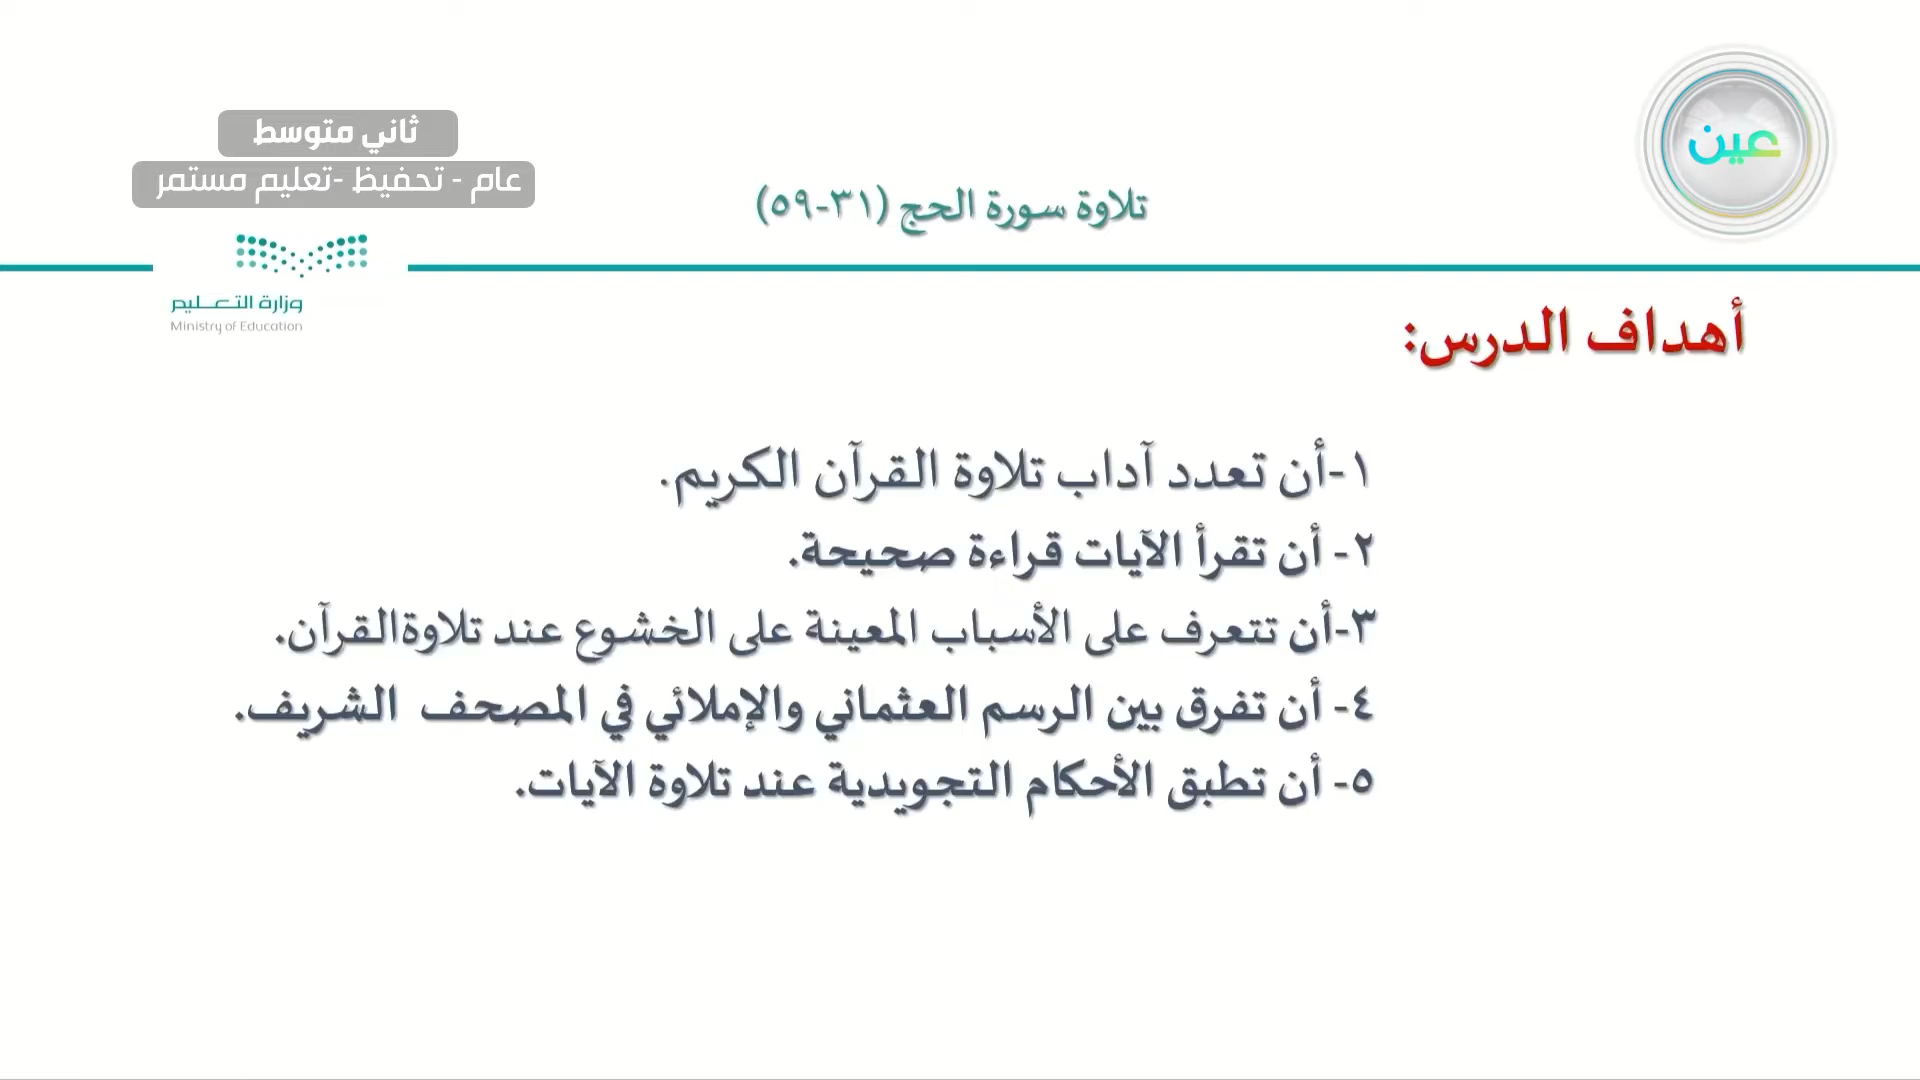 عين
ثاني متوسط
عام - تحفيظ -تعليم مستمر
تلاوة سورة الحج (٣١-٥٩)
وزارة التعليم
Ministry of Education
أهداف الدرس:
١-أن تعدد آداب تلاوة القرآن الكريم.
٢- أن تقرأ الآيات قراءة صحيحة.
٣-أن تتعرف على الأسباب المعينة على الخشوع عند تلاوةالقرآن.
٤- أن تفرق بين الرسم العثماني والإملائي في المصحف الشريف.
٥- أن تطبق الأحكام التجويدية عند تلاوة الآيات.